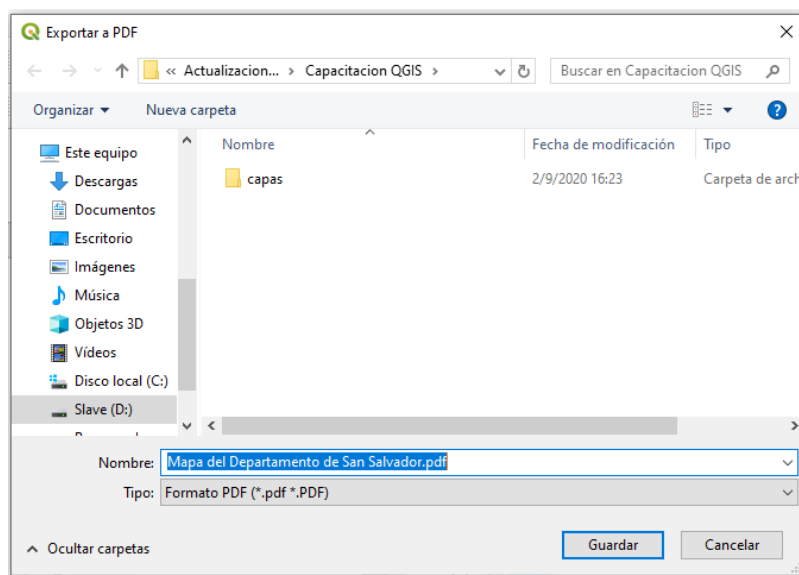 Exportar a PDF
« Actualizacion... › Capacitacion QGIS ›
Buscar en Capacitacion QGIS
Organizar
Nueva carpeta
Este equipo
Descargas
Documentos
Escritorio
Imágenes
Música
Objetos 3D
Vídeos
Disco local (C:)
Slave (D:)
Nombre
Fecha de modificación
Tipo
capas
2/9/2020 16:23
Carpeta de arch
Nombre: Mapa del Departamento de San Salvador.pdf
Tipo: Formato PDF (*.pdf *.PDF)
Ocultar carpetas
Guardar
Cancelar